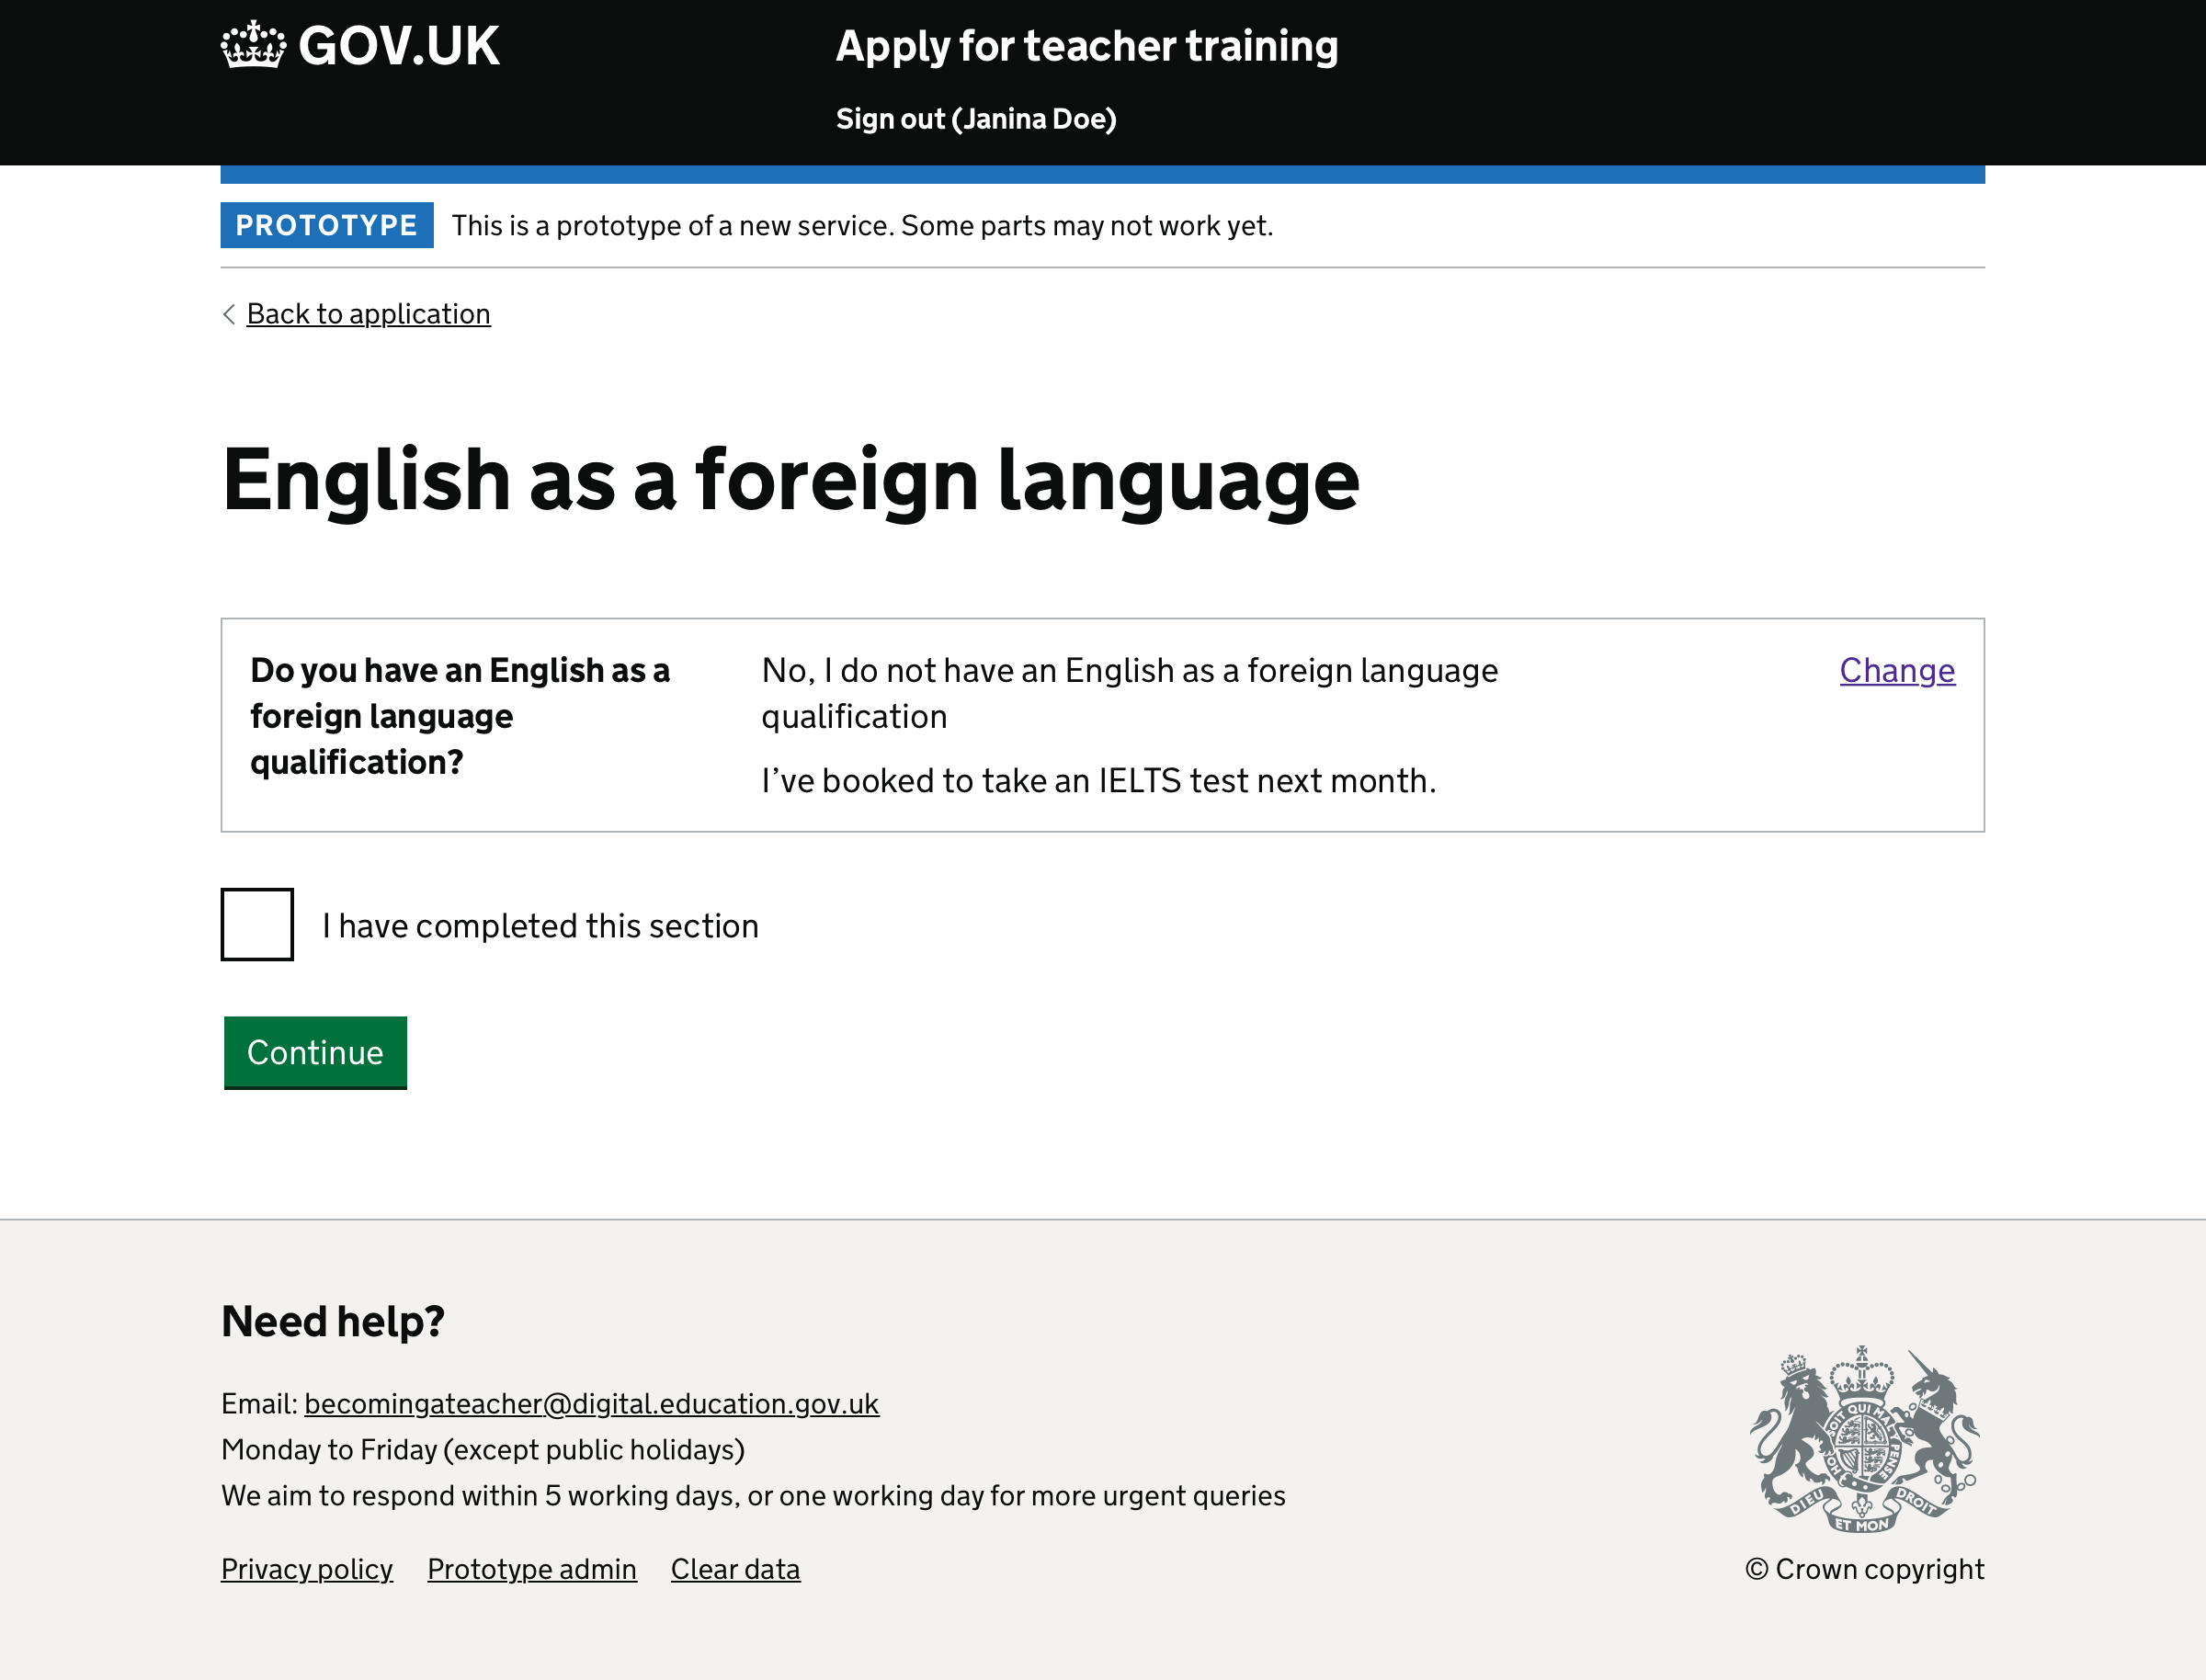 GOV.UK
Apply for teacher training
Sign out (Janina Doe)
PROTOTYPE This is a prototype of a new service. Some parts may not work yet.
Back to application
English as a foreign language
Do you have an English as a
foreign language
qualification?
No, I do not have an English as a foreign language
qualification
I’ve booked to take an IELTS test next month.
Change
I have completed this section
Continue
Need help?
Email: becomingateacher@digital.education.gov.uk
Monday to Friday (except public holidays)
We aim to respond within 5 working days, or one working day for more urgent queries
Privacy policy Prototype admin Clear data
SOIT QUI MAL Y PENSE
HON
DIEU ET MON DROIT
© Crown copyright